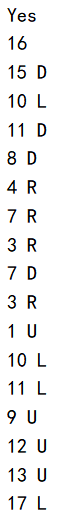 Yes
16
15 D
10 L
11 D
8 D
4 R
7 R
3 R
7 D
3 R
1 U
10 L
11 L
9 U
12 U
13 U
17 L